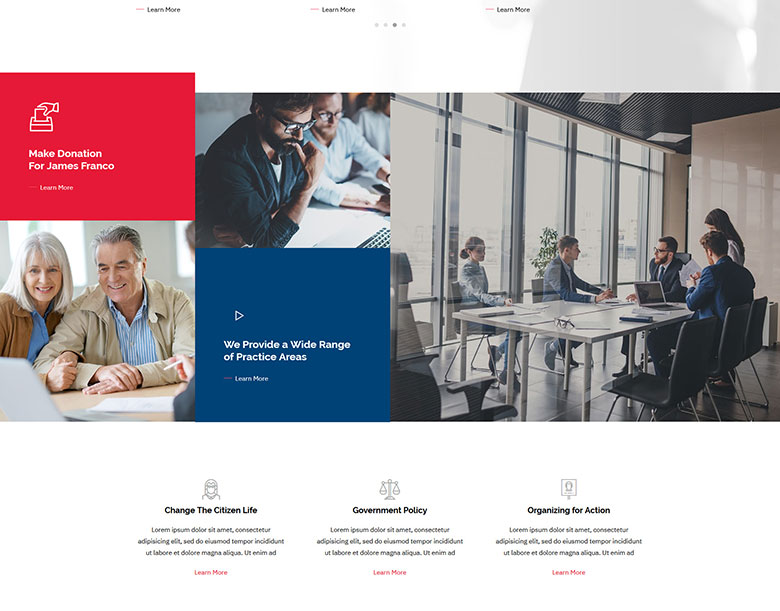 Learn More
Learn More
Learn More
Make Donation
For James Franco
Learn More
We Provide a Wide Range
of Practice Areas
Learn More
Change The Citizen Life
Lorem ipsum dolor sit amet, consectetur
adipisicing elit, sed do eiusmod tempor incididunt
ut labore et dolore magna aliqua. Ut enim ad
Learn More
Government Policy
Lorem ipsum dolor sit amet, consectetur
adipisicing elit, sed do eiusmod tempor incididunt
ut labore et dolore magna aliqua. Ut enim ad
Learn More
Organizing for Action
Lorem ipsum dolor sit amet, consectetur
adipisicing elit, sed do eiusmod tempor incididunt
ut labore et dolore magna aliqua. Ut enim ad
Learn More